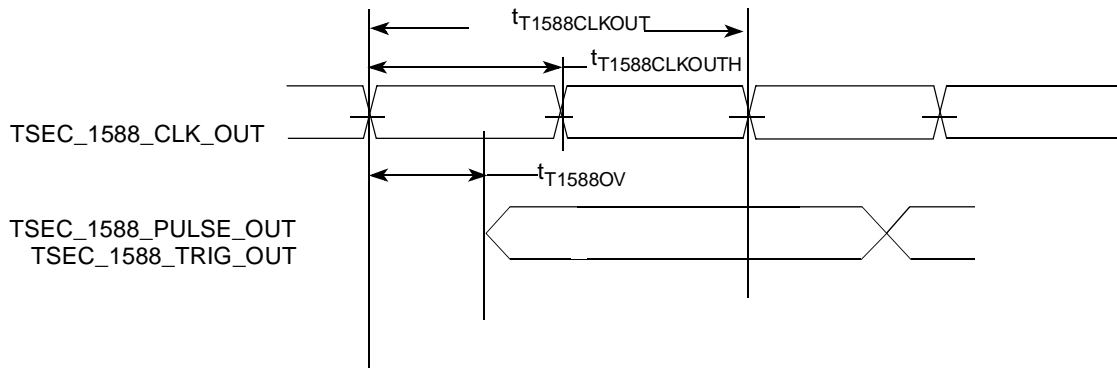 tT1588CLKOUT
tT1588CLKOUTH
TSEC_1588_CLK_OUT
tT1588OV
TSEC_1588_PULSE_OUT
TSEC_1588_TRIG_OUT